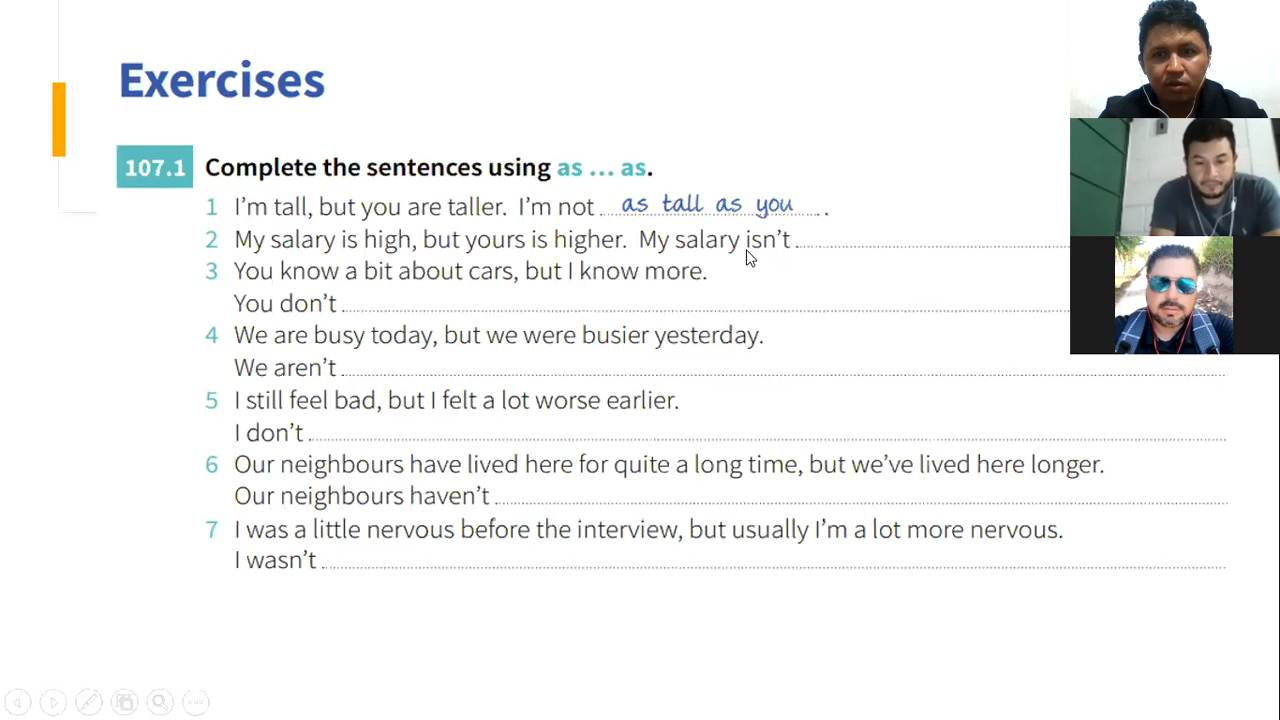 Exercises
107.1 Complete the sentences using as ... as.
1 I'm tall, but you are taller. I'm not as tall as you .
2 My salary is high, but yours is higher. My salary isn't
3 You know a bit about cars, but I know more.
You don't
4 We are busy today, but we were busier yesterday.
We aren't
5 I still feel bad, but I felt a lot worse earlier.
I don't
6 Our neighbours have lived here for quite a long time, but we've lived here longer.
Our neighbours haven't
7 I was a little nervous before the interview, but usually I'm a lot more nervous.
I wasn't